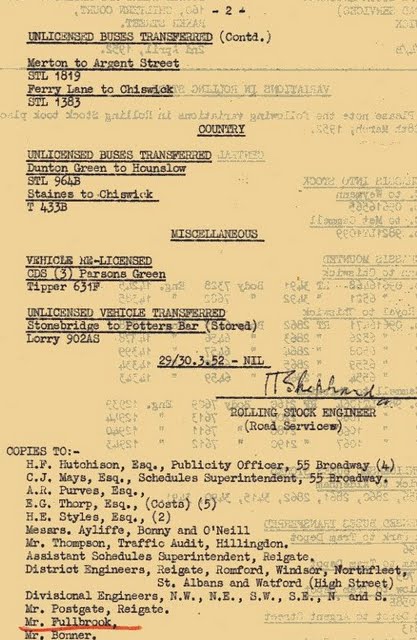 - 2 -
UNLICENSED BUSES TRANSFERRED (Contd.)
Merton to Argent Street
STL 1819
Ferry Lane to Chiswick
STL 1383
COUNTRY
UNLICENSED BUSES TRANSFERRED
Dunton Green to Hounslow
STL 964B
Staines to Chiswick
T 433B
MISCELLANEOUS
VEHICLE RE-LICENSED
CDS (3) Parsons Green
Tipper 631F
UNLICENSED VEHICLE TRANSFERRED
Stonebridge to Potters Bar (Stored)
Lorry 902AS
29/30.3.52 - NIL
ROLLING STOCK ENGINEER
(Road Services)
COPIES TO:-
H.F. Hutchison, Esq., Publicity Officer, 55 Broadway (4)
C.J. Mays, Esq., Schedules Superintendent, 55 Broadway.
A.R. Purves, Esq.,
E.G. Thorp, Esq., (Costs) (5)
H.E. Styles, Esq., (2)
Messrs. Ayliffe, Bonny and O'Neill
Mr. Thompson, Traffic Audit, Hillingdon.
Assistant Schedules Superintendent, Reigate.
District Engineers, Reigate, Romford, Windsor, Northfleet,
St. Albans and Watford (High Street)
Divisional Engineers, N.W., N.E., S.W., S.E., N. and S.
Mr. Postgate, Reigate.
Mr. Fullbrook,
Mr. Bonner.